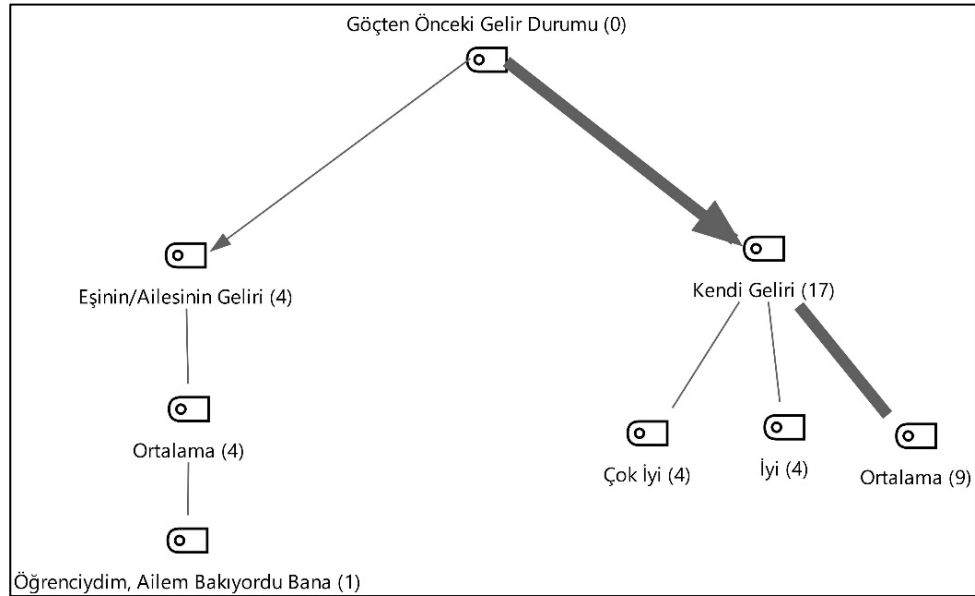 Göçten Önceki Gelir Durumu (0)
Eşinin/Ailesinin Geliri (4)
Kendi Geliri (17)
Ortalama (4)
Çok İyi (4)
İyi (4)
Ortalama (9)
Öğrenciydim, Ailem Bakıyordu Bana (1)